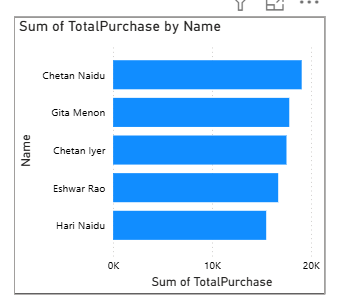 Sum of TotalPurchase by Name
Chetan Naidu
Gita Menon
Chetan Iyer
Eshwar Rao
Hari Naidu
Name
0K 10K 20K
Sum of TotalPurchase